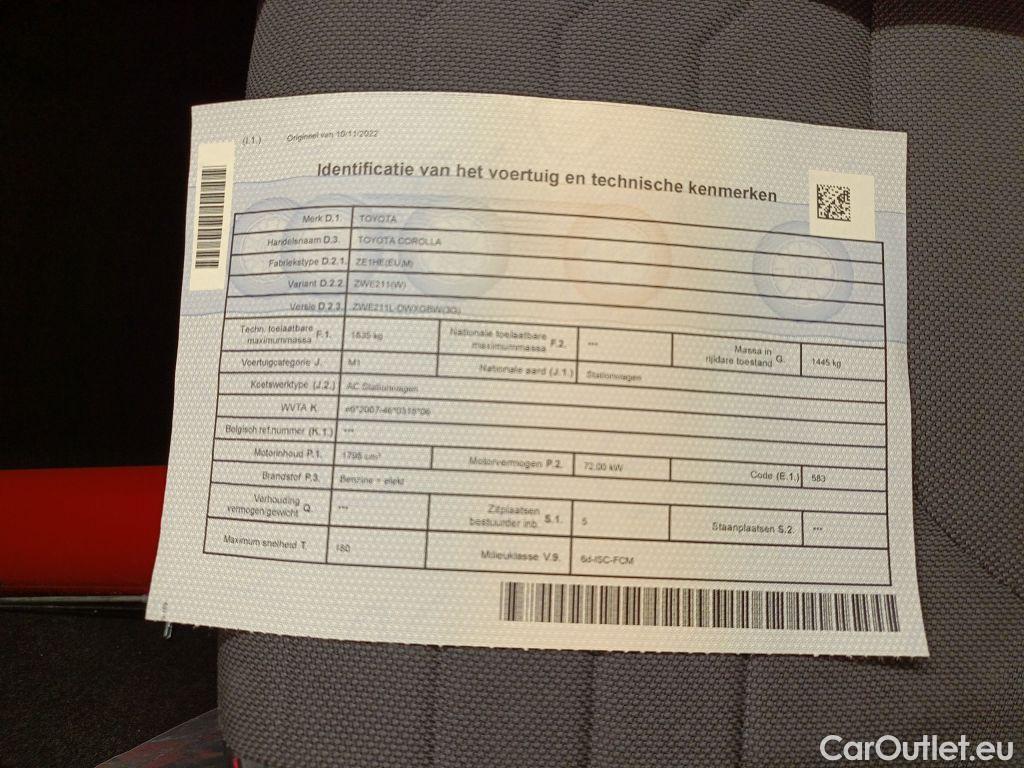 (I.1.) Origineel van 10/11/2022
Identificatie van het voertuig en technische kenmerken
Merk D.1. TOYOTA
Handelsnaam D.3. TOYOTA COROLLA
Fabriekstype D.2.1. ZE1HE(EU,M)
Variant D.2.2. ZWE211(W)
Versie D.2.3. ZWE211L-DWXGBW(3G)
Techn. toelaatbare maximummassa F.1. 1835 kg Nationale toelaatbare maximummassa F.2. *** Massa in rijdare toestand G. 1445 kg
Voertuigcategorie J. M1 Nationale aard (J.1.) Stationwagen
Koetswerktype (J.2.) AC Stationwagen
WVTA K.
Belgisch ref.nummer (K.1.) ***
Motorinhoud P.1. 1798 cm³ Motorvermogen P.2. 72.00 kW Code (E.1.) 583
Brandstof P.3. Benzine + elekt
Verhouding vermogen/gewicht Q. *** Zitplaatsen bestuurder inb. S.1. 5 Staanplaatsen S.2. ***
Maximum snelheid T. 180 Milieuklasse V.9. 6d-ISC-FCM
CarOutlet.eu